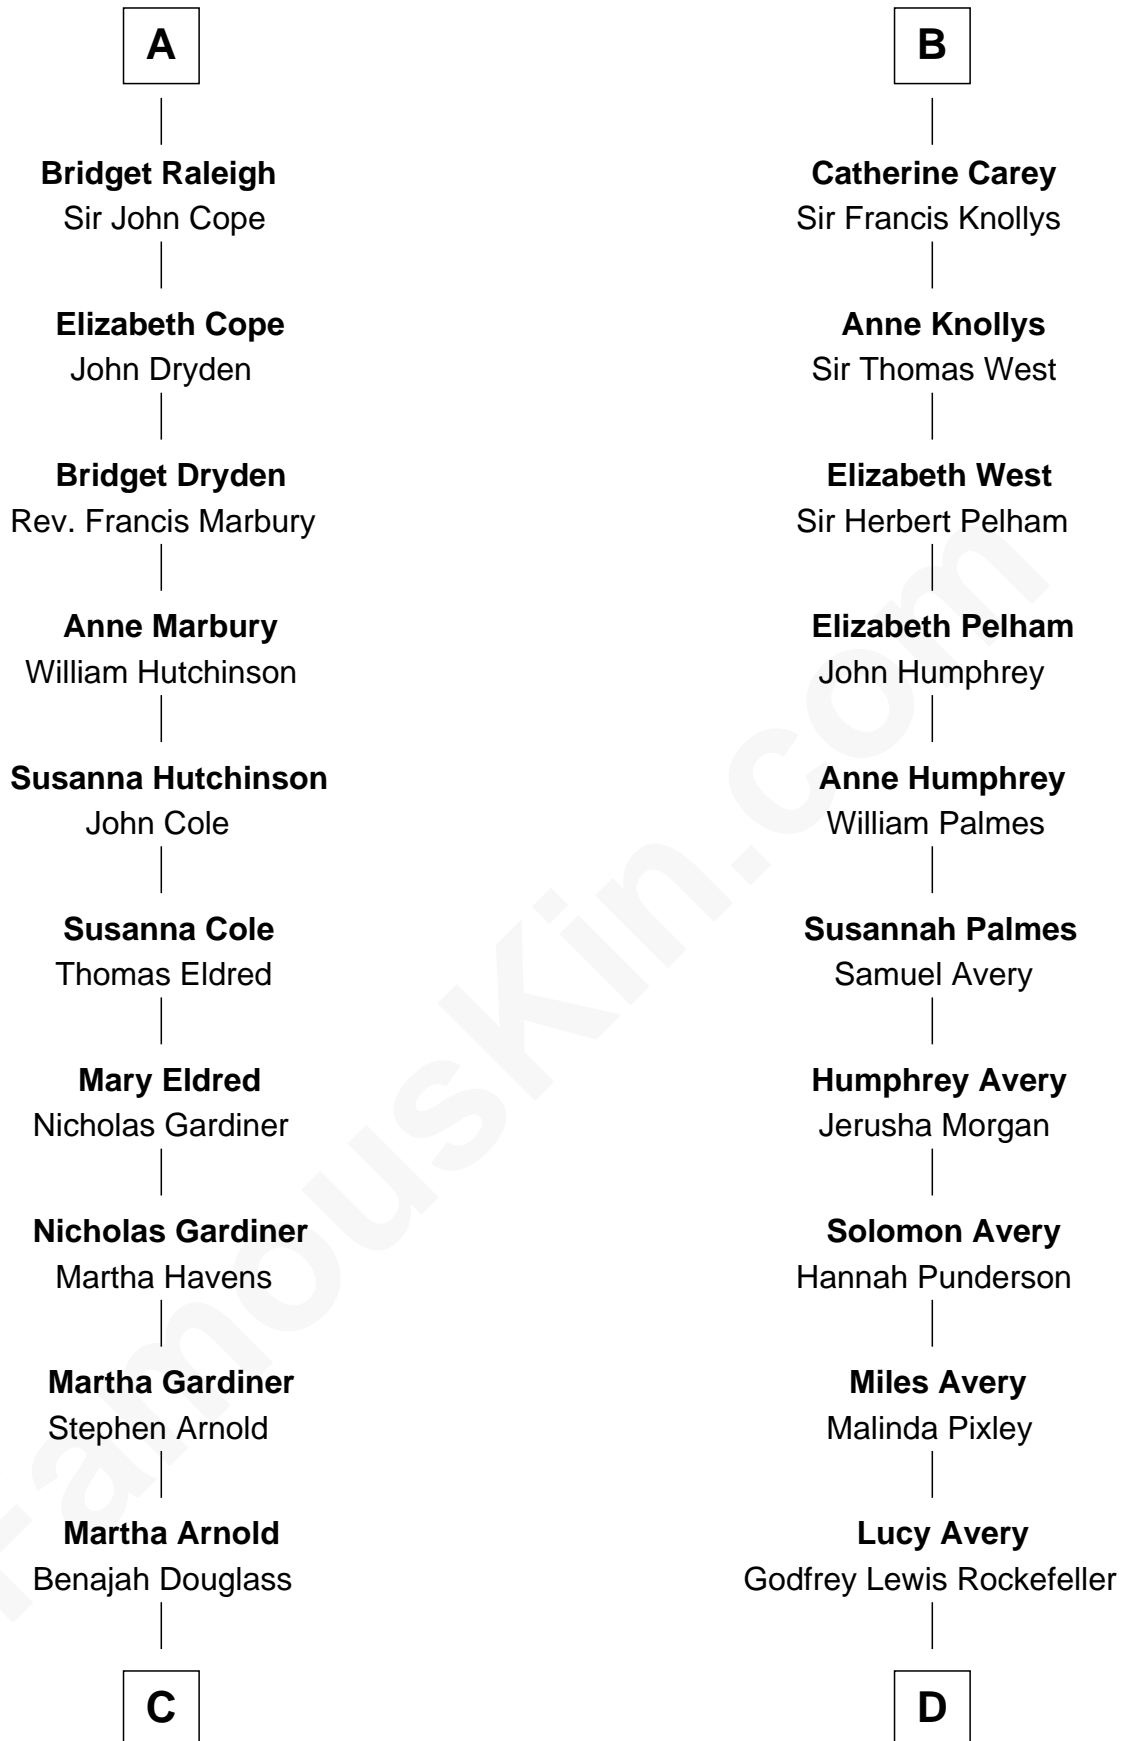 A
Bridget Raleigh
Sir John Cope
Elizabeth Cope
John Dryden
Bridget Dryden
Rev. Francis Marbury
Anne Marbury
William Hutchinson
Susanna Hutchinson
John Cole
Susanna Cole
Thomas Eldred
Mary Eldred
Nicholas Gardiner
Nicholas Gardiner
Martha Havens
Martha Gardiner
Stephen Arnold
Martha Arnold
Benajah Douglass
C
B
Catherine Carey
Sir Francis Knollys
Anne Knollys
Sir Thomas West
Elizabeth West
Sir Herbert Pelham
Elizabeth Pelham
John Humphrey
Anne Humphrey
William Palmes
Susannah Palmes
Samuel Avery
Humphrey Avery
Jerusha Morgan
Solomon Avery
Hannah Punderson
Miles Avery
Malinda Pixley
Lucy Avery
Godfrey Lewis Rockefeller
D
FamousKin.com